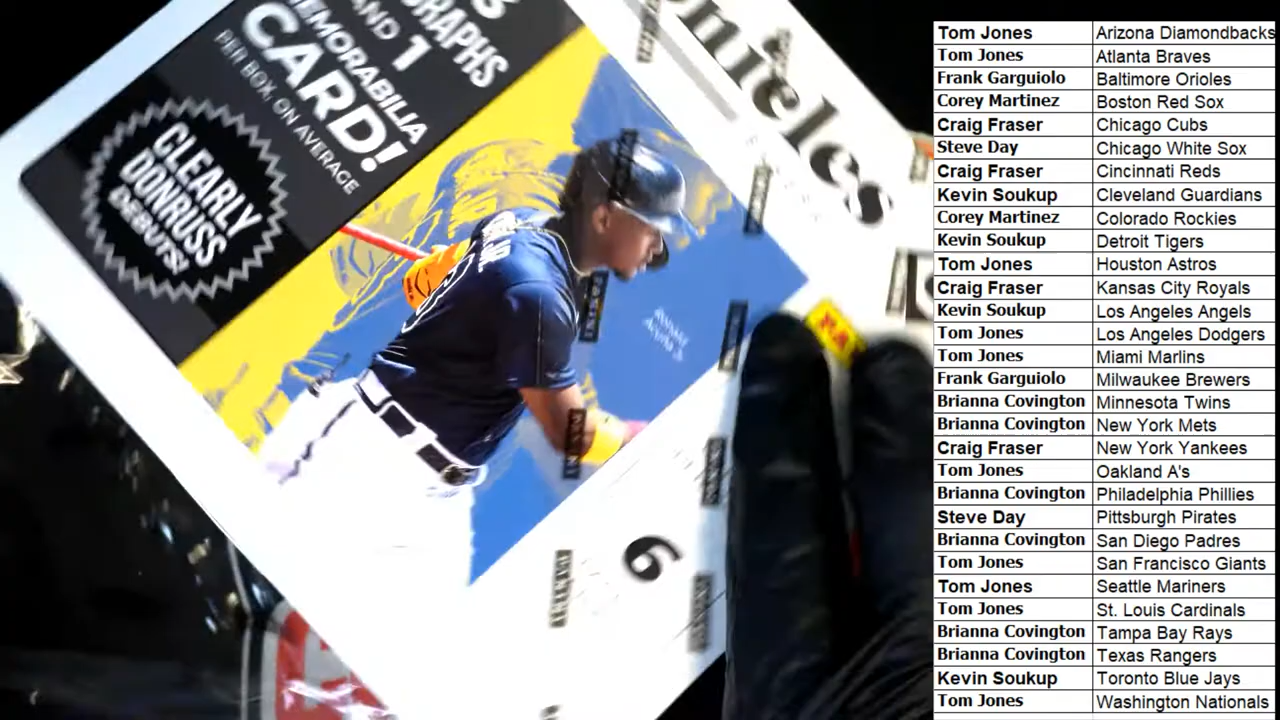 AND 1
MEMORABILIA
CARD!
PER BOX, ON AVERAGE
CLEARLY
DONRUSS
DEBUTS!
RONALD
ACUÑA JR.
6
Tom Jones Arizona Diamondbacks
Tom Jones Atlanta Braves
Frank Garguiolo Baltimore Orioles
Corey Martinez Boston Red Sox
Craig Fraser Chicago Cubs
Steve Day Chicago White Sox
Craig Fraser Cincinnati Reds
Kevin Soukup Cleveland Guardians
Corey Martinez Colorado Rockies
Kevin Soukup Detroit Tigers
Tom Jones Houston Astros
Craig Fraser Kansas City Royals
Kevin Soukup Los Angeles Angels
Tom Jones Los Angeles Dodgers
Tom Jones Miami Marlins
Frank Garguiolo Milwaukee Brewers
Brianna Covington Minnesota Twins
Brianna Covington New York Mets
Craig Fraser New York Yankees
Tom Jones Oakland A's
Brianna Covington Philadelphia Phillies
Steve Day Pittsburgh Pirates
Brianna Covington San Diego Padres
Tom Jones San Francisco Giants
Tom Jones Seattle Mariners
Tom Jones St. Louis Cardinals
Brianna Covington Tampa Bay Rays
Brianna Covington Texas Rangers
Kevin Soukup Toronto Blue Jays
Tom Jones Washington Nationals